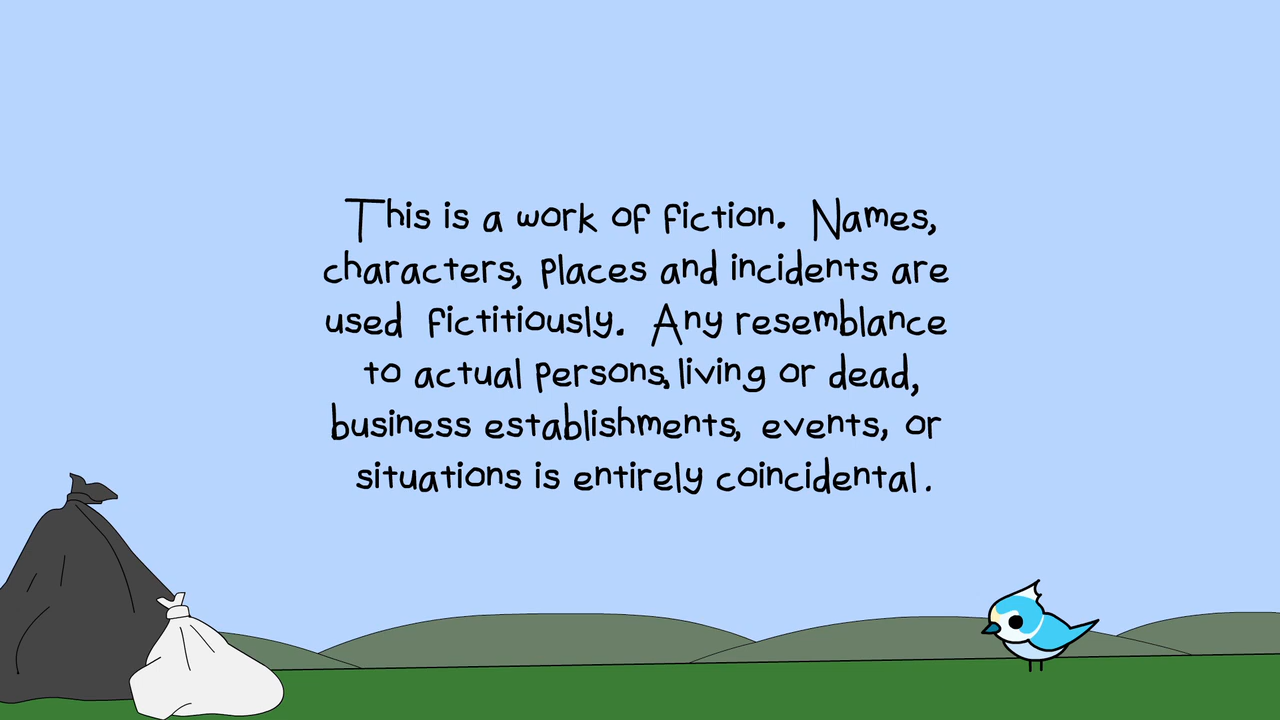 This is a work of fiction. Names,
characters, places and incidents are
used fictitiously. Any resemblance
to actual persons, living or dead,
business establishments, events, or
situations is entirely coincidental.